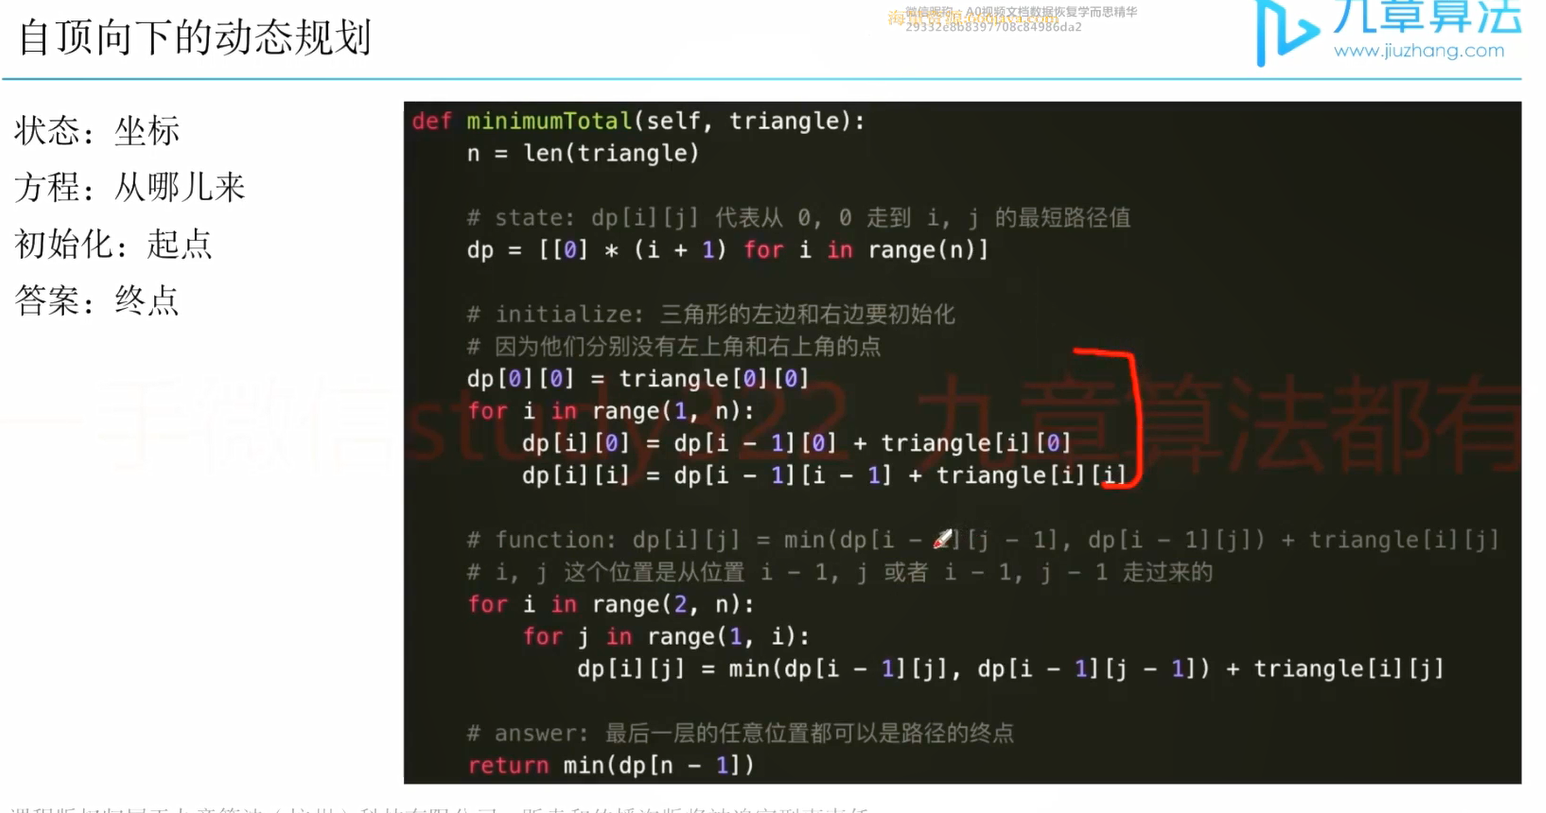 自顶向下的动态规划
微信昵称：A0视频文档数据恢复学而思精华
29332e8b8397708c84986da2
九章算法
www.jiuzhang.com
状态：坐标
方程：从哪儿来
初始化：起点
答案：终点
def minimumTotal(self, triangle):
    n = len(triangle)
    # state: dp[i][j] 代表从 0, 0 走到 i, j 的最短路径值
    dp = [[0] * (i + 1) for i in range(n)]
    # initialize: 三角形的左边和右边要初始化
    # 因为他们分别没有左上角和右上角的点
    dp[0][0] = triangle[0][0]
    for i in range(1, n):
        dp[i][0] = dp[i - 1][0] + triangle[i][0]
        dp[i][i] = dp[i - 1][i - 1] + triangle[i][i]
    # function: dp[i][j] = min(dp[i - 1][j - 1], dp[i - 1][j]) + triangle[i][j]
    # i, j 这个位置是从位置 i - 1, j 或者 i - 1, j - 1 走过来的
    for i in range(2, n):
        for j in range(1, i):
            dp[i][j] = min(dp[i - 1][j], dp[i - 1][j - 1]) + triangle[i][j]
    # answer: 最后一层的任意位置都可以是路径的终点
    return min(dp[n - 1])
一手微信study322 九章算法都有